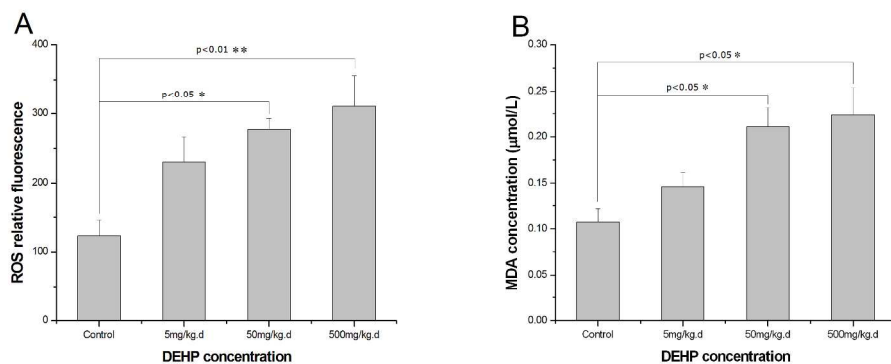 A
400
300
200
100
0
ROS relative fluorescence
p<0.01 **
p<0.05 *
Control
5mg/kg.d
50mg/kg.d
500mg/kg.d
DEHP concentration
B
0.30
0.25
0.20
0.15
0.10
0.05
0.00
MDA concentration (μmol/L)
p<0.05 *
p<0.05 *
Control
5mg/kg.d
50mg/kg.d
500mg/kg.d
DEHP concentration